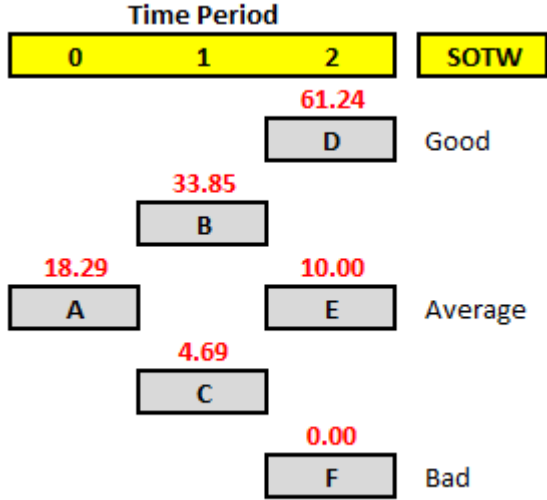 Time Period
0 1 2 SOTW
61.24
D Good
33.85
B
18.29 10.00
A E Average
4.69
C
0.00
F Bad